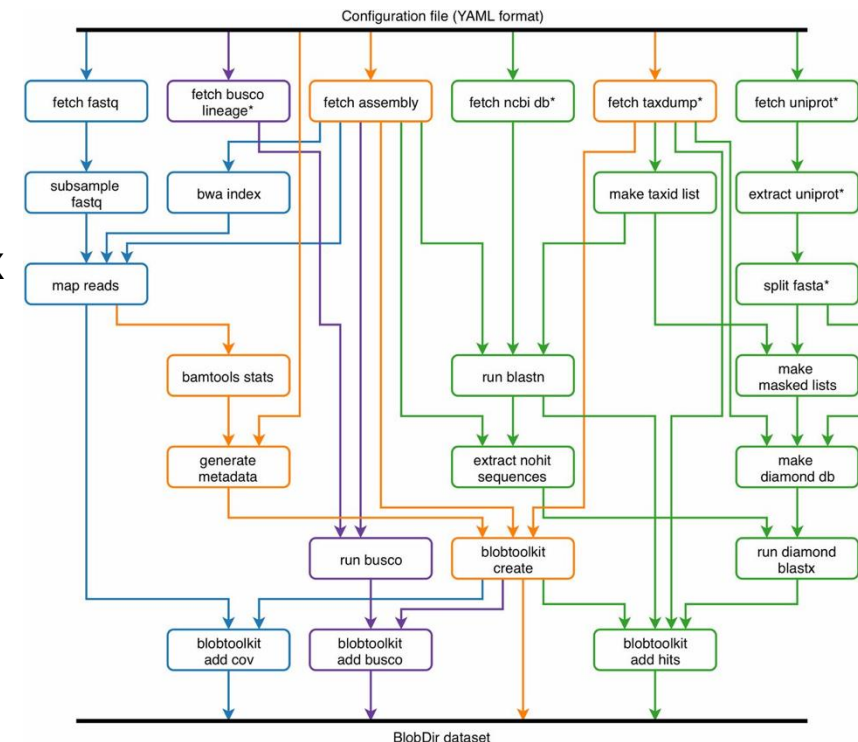 Configuration file (YAML format)
fetch fastq
fetch busco
lineage*
fetch assembly
fetch ncbi db*
fetch taxdump*
fetch uniprot*
subsample
fastq
bwa index
make taxid list
extract uniprot*
map reads
split fasta*
bamtools stats
run blastn
make
masked lists
generate
metadata
extract nohit
sequences
make
diamond db
run busco
blobtoolkit
create
run diamond
blastx
blobtoolkit
add cov
blobtoolkit
add busco
blobtoolkit
add hits
BlobDir dataset